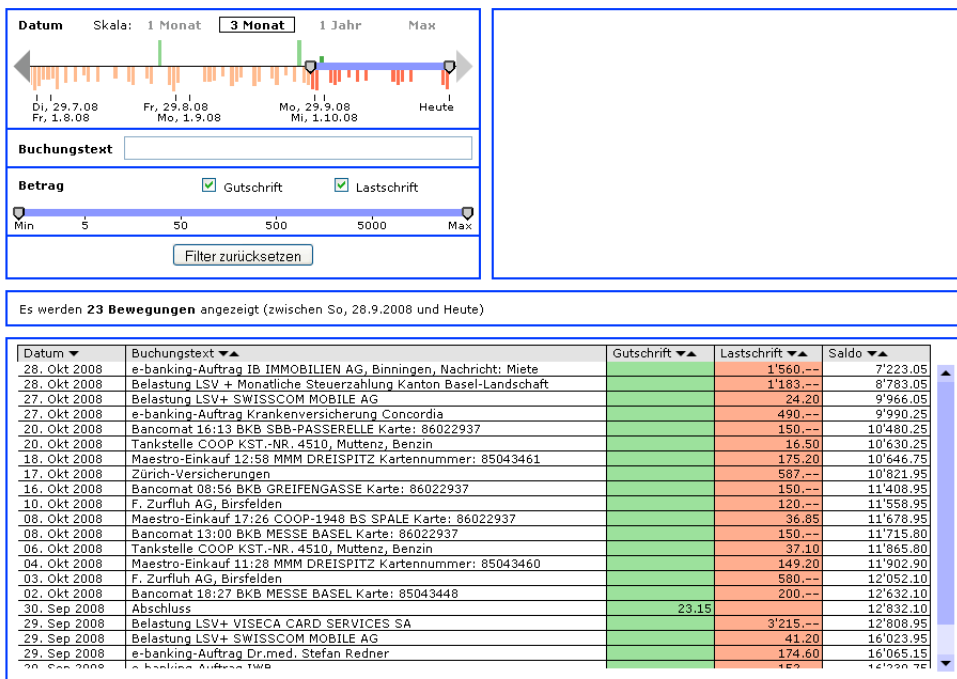 Datum Skala: 1 Monat 3 Monat 1 Jahr Max
Di, 29.7.08 Fr, 29.8.08 Mo, 29.9.08 Heute
Fr, 1.8.08 Mo, 1.9.08 Mi, 1.10.08
Buchungstext
Betrag Gutschrift Lastschrift
Min 5 50 500 5000 Max
Filter zurücksetzen
Es werden 23 Bewegungen angezeigt (zwischen So, 28.9.2008 und Heute)
Datum Buchungstext Gutschrift Lastschrift Saldo
28. Okt 2008 e-banking-Auftrag IB IMMOBILIEN AG, Binningen, Nachricht: Miete 1'560.-- 7'223.05
28. Okt 2008 Belastung LSV + Monatliche Steuerzahlung Kanton Basel-Landschaft 1'183.-- 8'783.05
27. Okt 2008 Belastung LSV+ SWISSCOM MOBILE AG 24.20 9'966.05
27. Okt 2008 e-banking-Auftrag Krankenversicherung Concordia 490.-- 9'990.25
20. Okt 2008 Bancomat 16:13 BKB SBB-PASSERELLE Karte: 86022937 150.-- 10'480.25
20. Okt 2008 Tankstelle COOP KST.-NR. 4510, Muttenz, Benzin 16.50 10'630.25
18. Okt 2008 Maestro-Einkauf 12:58 MMM DREISPITZ Kartennummer: 85043461 175.20 10'646.75
17. Okt 2008 Zürich-Versicherungen 587.-- 10'821.95
16. Okt 2008 Bancomat 08:56 BKB GREIFENGASSE Karte: 86022937 150.-- 11'408.95
10. Okt 2008 F. Zurfluh AG, Birsfelden 120.-- 11'558.95
08. Okt 2008 Maestro-Einkauf 17:26 COOP-1948 BS SPALE Karte: 86022937 36.85 11'678.95
08. Okt 2008 Bancomat 13:00 BKB MESSE BASEL Karte: 86022937 150.-- 11'715.80
06. Okt 2008 Tankstelle COOP KST.-NR. 4510, Muttenz, Benzin 37.10 11'865.80
04. Okt 2008 Maestro-Einkauf 11:28 MMM DREISPITZ Kartennummer: 85043460 149.20 11'902.90
03. Okt 2008 F. Zurfluh AG, Birsfelden 580.-- 12'052.10
02. Okt 2008 Bancomat 18:27 BKB MESSE BASEL Karte: 85043448 200.-- 12'632.10
30. Sep 2008 Abschluss 23.15 12'832.10
29. Sep 2008 Belastung LSV+ VISECA CARD SERVICES SA 3'215.-- 12'808.95
29. Sep 2008 Belastung LSV+ SWISSCOM MOBILE AG 41.20 16'023.95
29. Sep 2008 e-banking-Auftrag Dr.med. Stefan Redner 174.60 16'065.15
Sep 2008 e-banking-Auftrag IWB